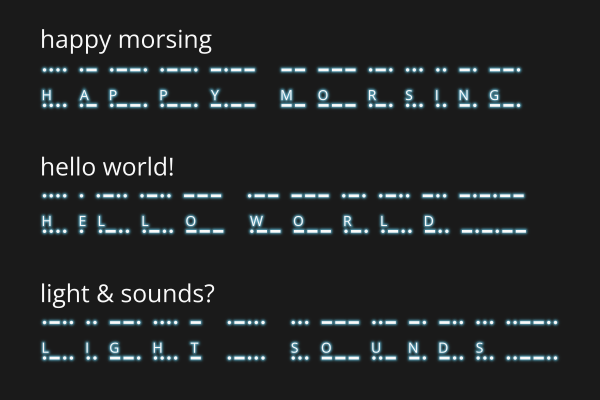 happy morsing
H A P P Y M O R S I N G
hello world!
H E L L O W O R L D
light & sounds?
L I G H T S O U N D S